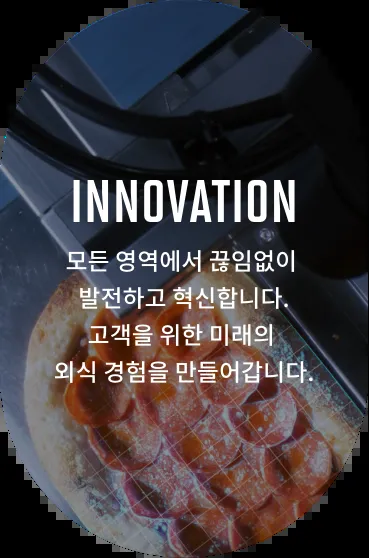 INNOVATION
모든 영역에서 끊임없이
발전하고 혁신합니다.
고객을 위한 미래의
외식 경험을 만들어갑니다.